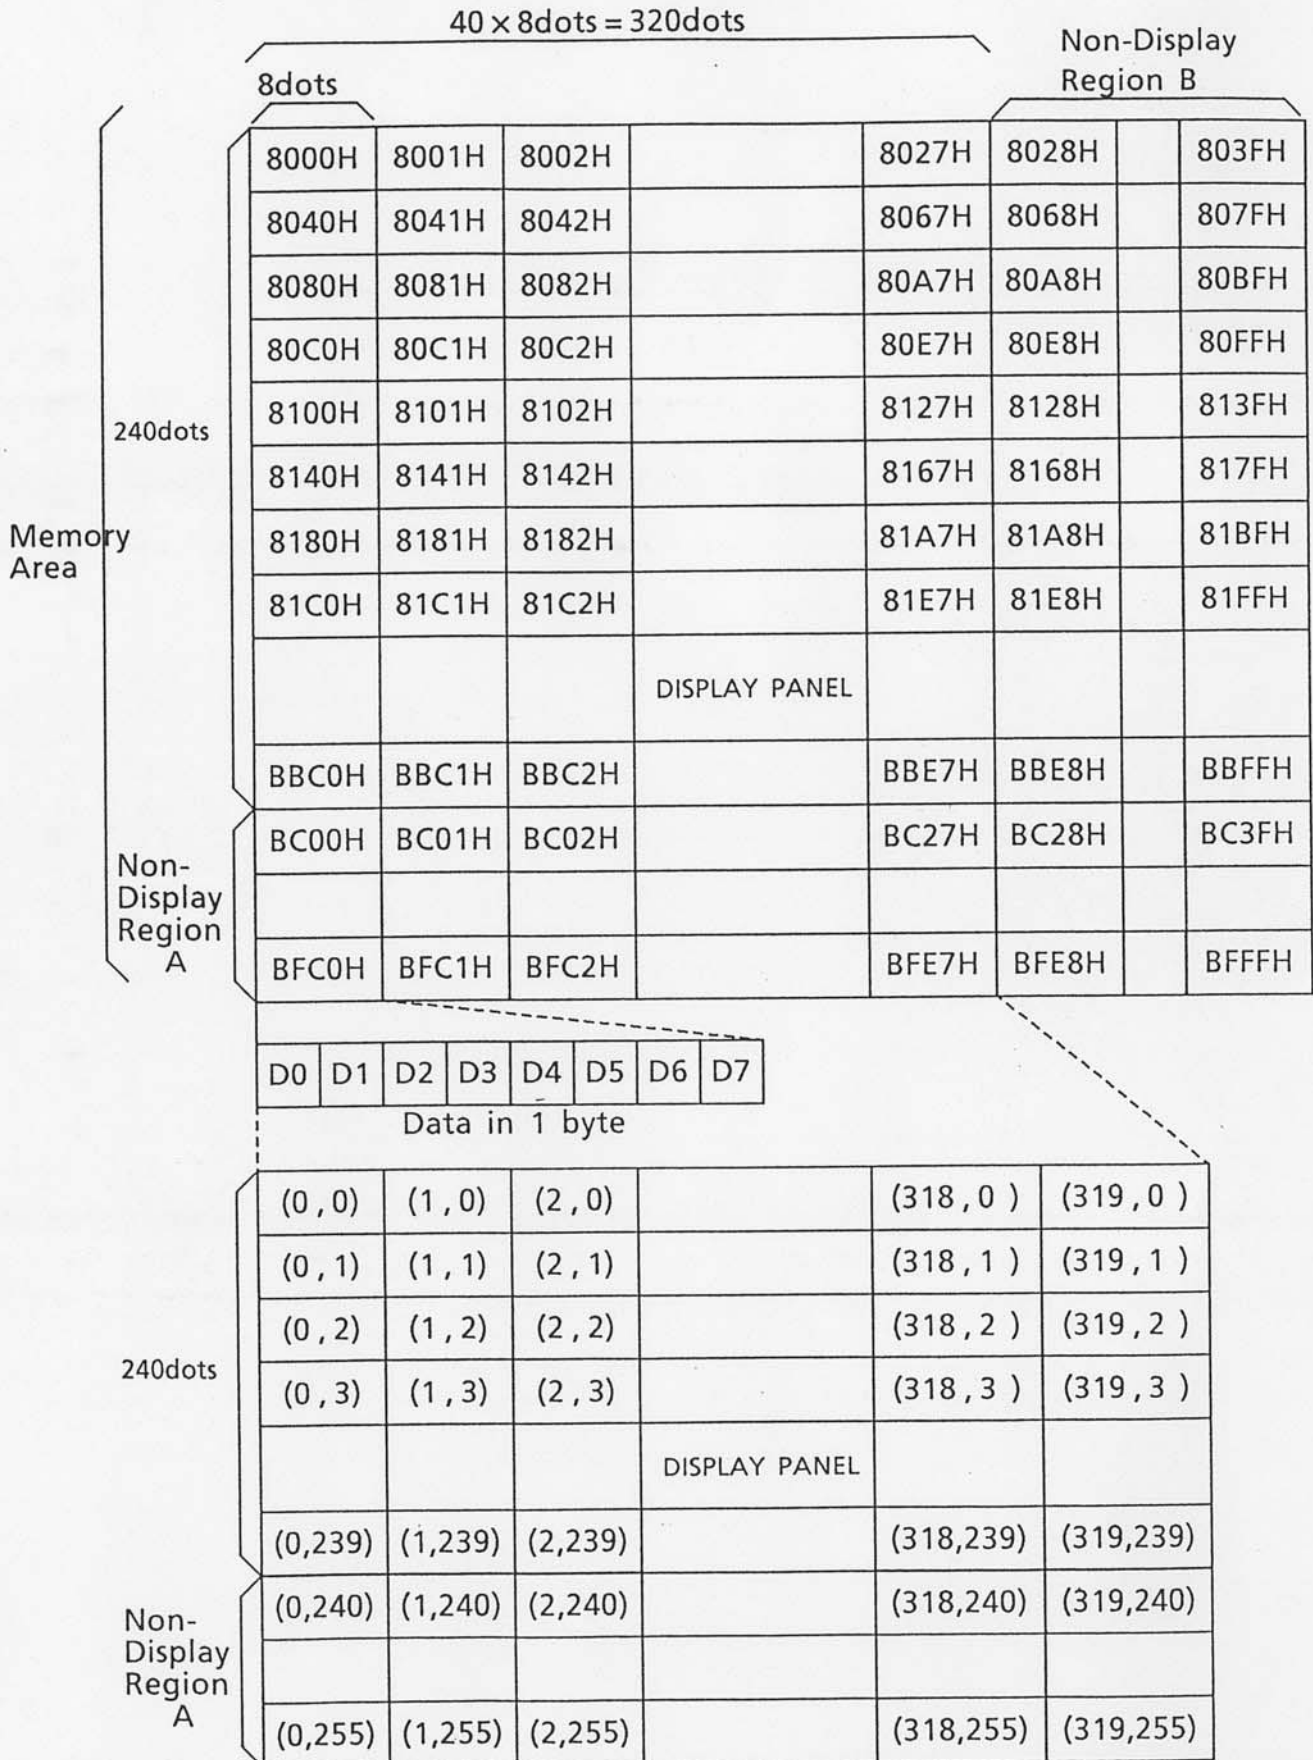 40 × 8dots = 320dots
Non-Display
Region B
8dots
8000H 8001H 8002H 8027H 8028H 803FH
8040H 8041H 8042H 8067H 8068H 807FH
8080H 8081H 8082H 80A7H 80A8H 80BFH
80C0H 80C1H 80C2H 80E7H 80E8H 80FFH
8100H 8101H 8102H 8127H 8128H 813FH
240dots
8140H 8141H 8142H 8167H 8168H 817FH
Memory
Area
8180H 8181H 8182H 81A7H 81A8H 81BFH
81C0H 81C1H 81C2H 81E7H 81E8H 81FFH
DISPLAY PANEL
BBC0H BBC1H BBC2H BBE7H BBE8H BBFFH
BC00H BC01H BC02H BC27H BC28H BC3FH
Non-
Display
Region
A
BFC0H BFC1H BFC2H BFE7H BFE8H BFFFH
D0 D1 D2 D3 D4 D5 D6 D7
Data in 1 byte
(0,0) (1,0) (2,0) (318,0 ) (319,0 )
(0,1) (1,1) (2,1) (318,1 ) (319,1 )
(0,2) (1,2) (2,2) (318,2 ) (319,2 )
240dots
(0,3) (1,3) (2,3) (318,3 ) (319,3 )
DISPLAY PANEL
(0,239) (1,239) (2,239) (318,239) (319,239)
(0,240) (1,240) (2,240) (318,240) (319,240)
Non-
Display
Region
A
(0,255) (1,255) (2,255) (318,255) (319,255)